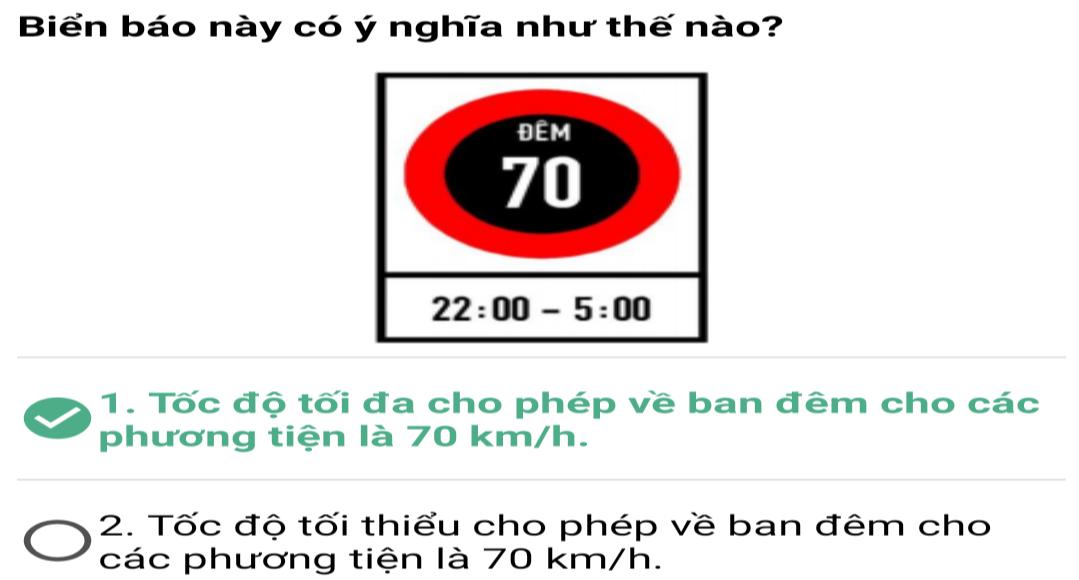 Biển báo này có ý nghĩa như thế nào?
ĐÊM
70
22:00 - 5:00
1. Tốc độ tối đa cho phép về ban đêm cho các
phương tiện là 70 km/h.
2. Tốc độ tối thiểu cho phép về ban đêm cho
các phương tiện là 70 km/h.